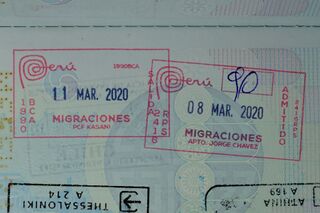 Perú
11 MAR. 2020
MIGRACIONES
PCF KASANI
SALIDA
Perú
90
08 MAR. 2020
MIGRACIONES
APTO. JORGE CHAVEZ
ADMITIDO
THESSALONIKI
A 214
ATHINA
A 169